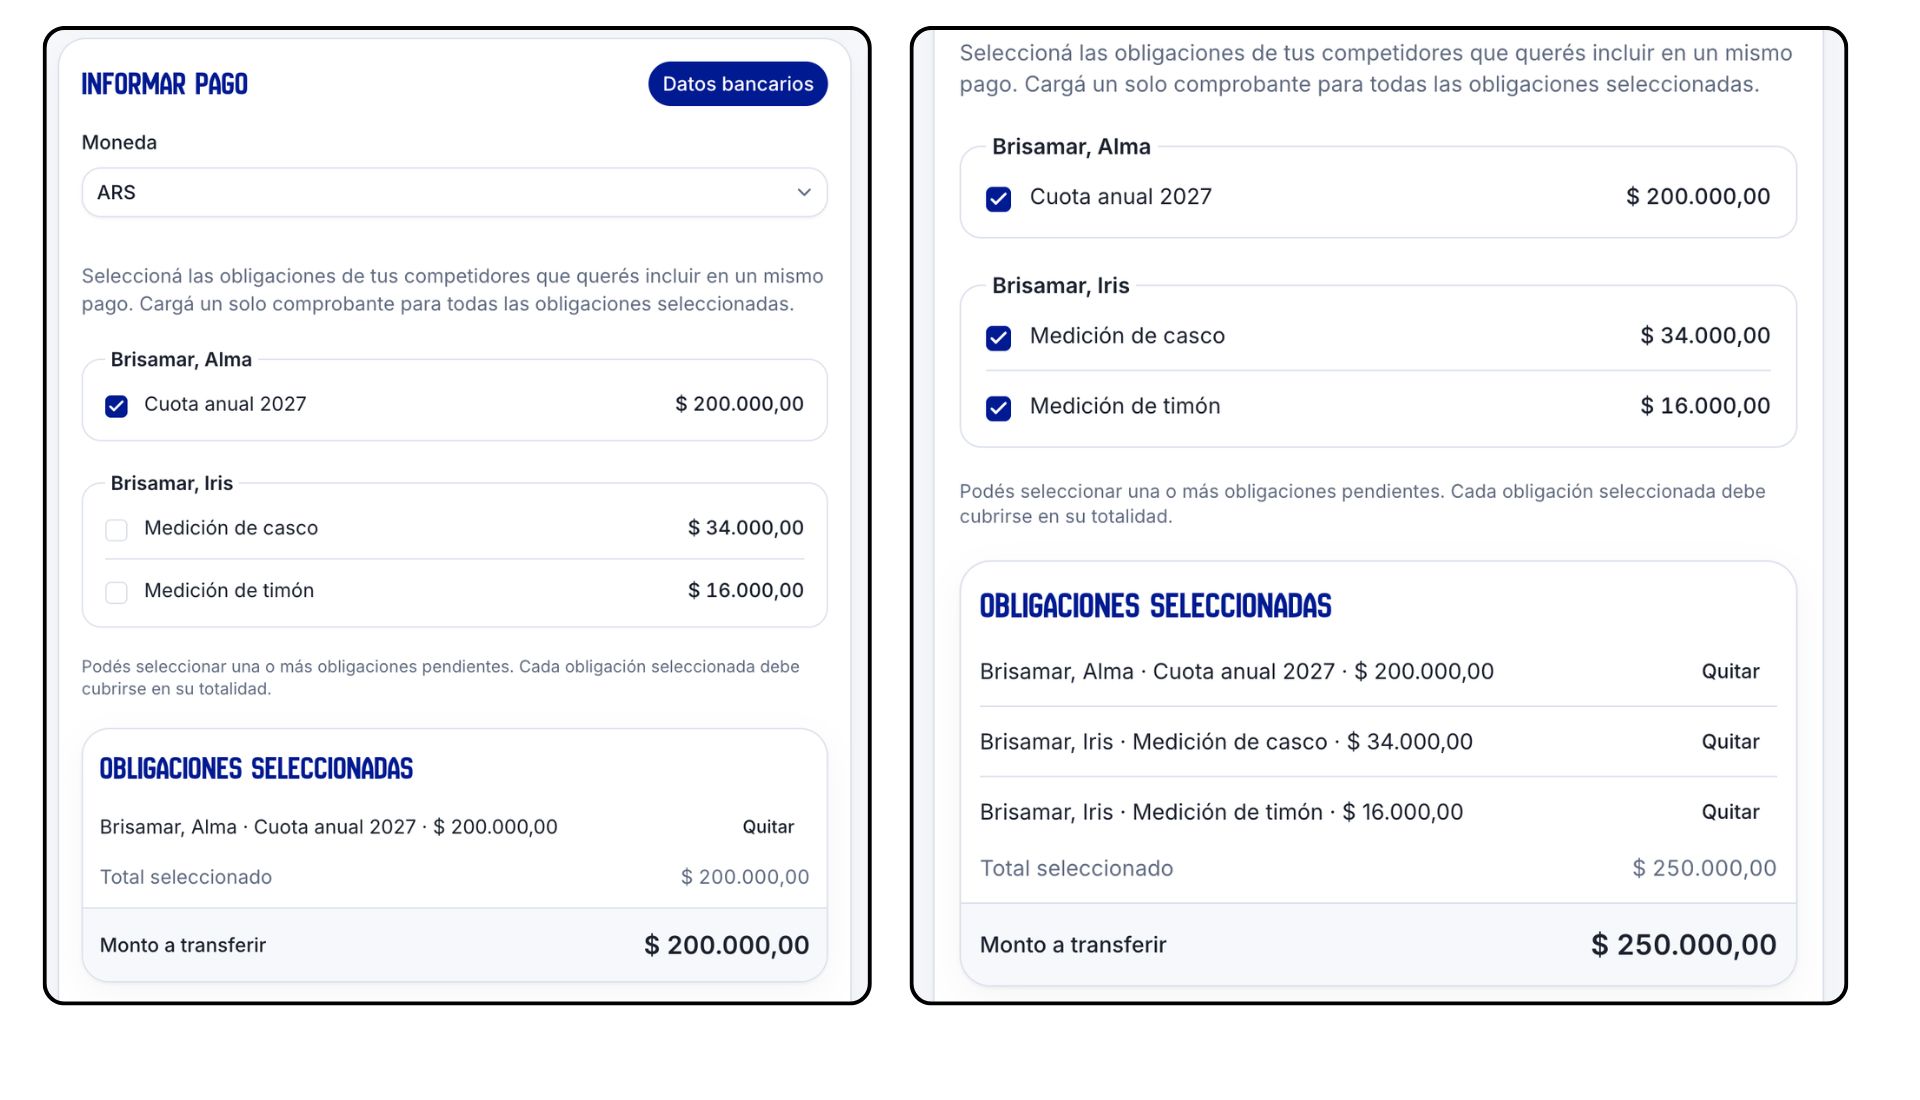 INFORMAR PAGO
Datos bancarios
Moneda
ARS
Seleccioná las obligaciones de tus competidores que querés incluir en un mismo
pago. Cargá un solo comprobante para todas las obligaciones seleccionadas.
Brisamar, Alma
Cuota anual 2027 $ 200.000,00
Brisamar, Iris
Medición de casco $ 34.000,00
Medición de timón $ 16.000,00
Podés seleccionar una o más obligaciones pendientes. Cada obligación seleccionada debe
cubrirse en su totalidad.
OBLIGACIONES SELECCIONADAS
Brisamar, Alma · Cuota anual 2027 · $ 200.000,00 Quitar
Total seleccionado $ 200.000,00
Monto a transferir $ 200.000,00
Seleccioná las obligaciones de tus competidores que querés incluir en un mismo
pago. Cargá un solo comprobante para todas las obligaciones seleccionadas.
Brisamar, Alma
Cuota anual 2027 $ 200.000,00
Brisamar, Iris
Medición de casco $ 34.000,00
Medición de timón $ 16.000,00
Podés seleccionar una o más obligaciones pendientes. Cada obligación seleccionada debe
cubrirse en su totalidad.
OBLIGACIONES SELECCIONADAS
Brisamar, Alma · Cuota anual 2027 · $ 200.000,00 Quitar
Brisamar, Iris · Medición de casco · $ 34.000,00 Quitar
Brisamar, Iris · Medición de timón · $ 16.000,00 Quitar
Total seleccionado $ 250.000,00
Monto a transferir $ 250.000,00